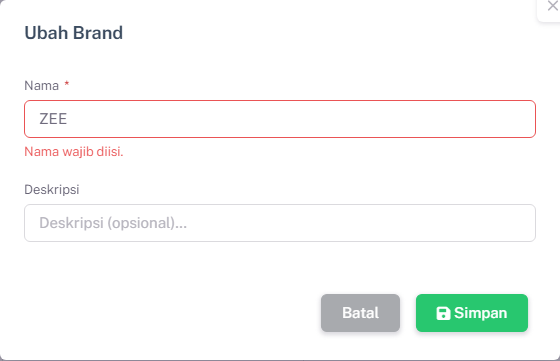 Ubah Brand
Nama *
ZEE
Nama wajib diisi.
Deskripsi
Deskripsi (opsional)...
Batal
Simpan